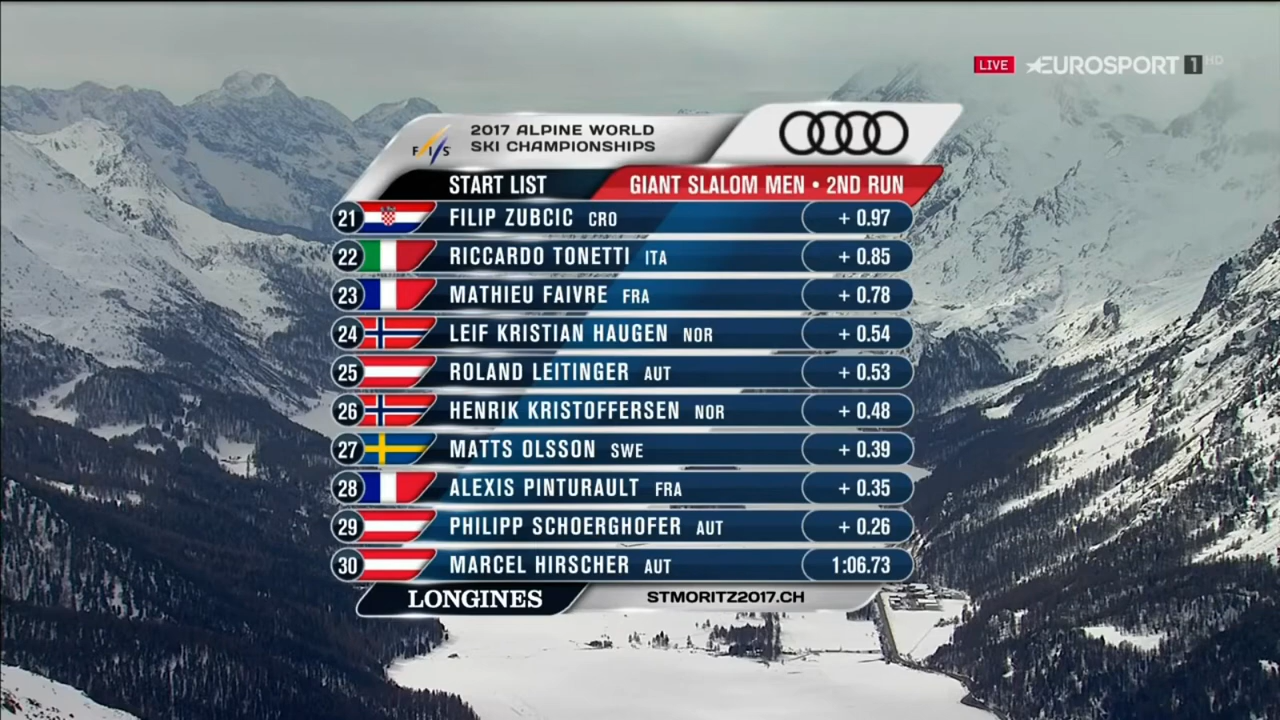 LIVE EUROSPORT 1 HD
FIS
2017 ALPINE WORLD
SKI CHAMPIONSHIPS
START LIST GIANT SLALOM MEN • 2ND RUN
21 FILIP ZUBCIC CRO + 0.97
22 RICCARDO TONETTI ITA + 0.85
23 MATHIEU FAIVRE FRA + 0.78
24 LEIF KRISTIAN HAUGEN NOR + 0.54
25 ROLAND LEITINGER AUT + 0.53
26 HENRIK KRISTOFFERSEN NOR + 0.48
27 MATTS OLSSON SWE + 0.39
28 ALEXIS PINTURAULT FRA + 0.35
29 PHILIPP SCHOERGHOFER AUT + 0.26
30 MARCEL HIRSCHER AUT 1:06.73
LONGINES STMORITZ2017.CH